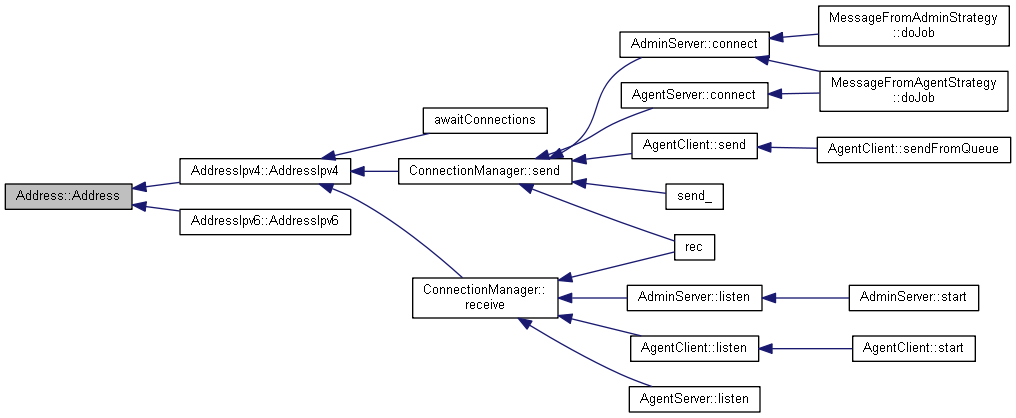 MessageFromAdminStrategy
::doJob
AdminServer::connect
MessageFromAgentStrategy
::doJob
AgentServer::connect
awaitConnections
AgentClient::send
AgentClient::sendFromQueue
AddressIpv4::AddressIpv4
ConnectionManager::send
Address::Address
send_
AddressIpv6::AddressIpv6
rec
ConnectionManager::
receive
AdminServer::listen
AdminServer::start
AgentClient::listen
AgentClient::start
AgentServer::listen